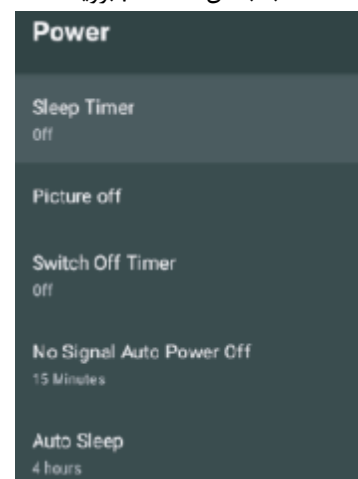 Power
Sleep Timer
Off
Picture off
Switch Off Timer
Off
No Signal Auto Power Off
15 Minutes
Auto Sleep
4 hours